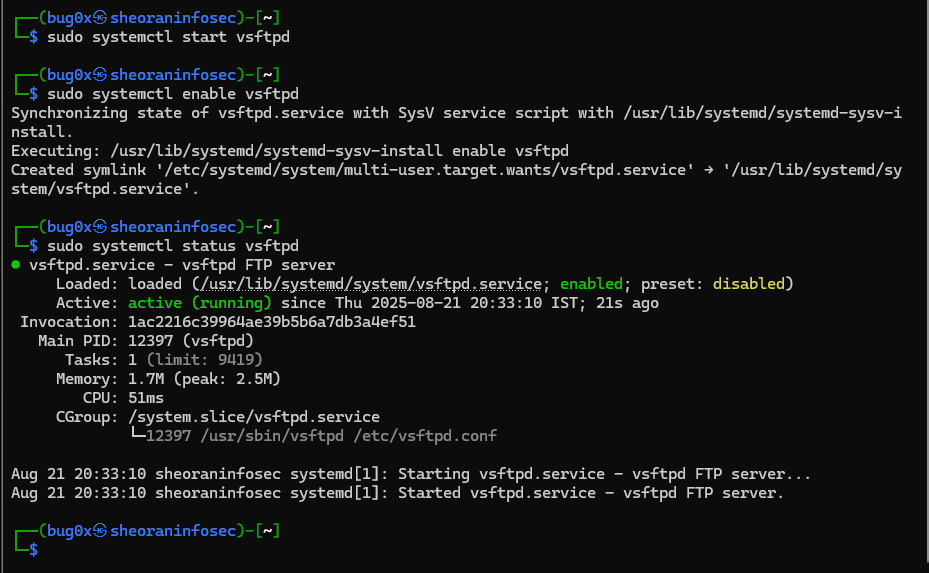 ┌──(bug0x㉿sheoraninfosec)-[~]
└─$ sudo systemctl start vsftpd
┌──(bug0x㉿sheoraninfosec)-[~]
└─$ sudo systemctl enable vsftpd
Synchronizing state of vsftpd.service with SysV service script with /usr/lib/systemd/systemd-sysv-i
nstall.
Executing: /usr/lib/systemd/systemd-sysv-install enable vsftpd
Created symlink '/etc/systemd/system/multi-user.target.wants/vsftpd.service' → '/usr/lib/systemd/sy
stem/vsftpd.service'.
┌──(bug0x㉿sheoraninfosec)-[~]
└─$ sudo systemctl status vsftpd
● vsftpd.service - vsftpd FTP server
Loaded: loaded (/usr/lib/systemd/system/vsftpd.service; enabled; preset: disabled)
Active: active (running) since Thu 2025-08-21 20:33:10 IST; 21s ago
Invocation: 1ac2216c39964ae39b5b6a7db3a4ef51
Main PID: 12397 (vsftpd)
Tasks: 1 (limit: 9419)
Memory: 1.7M (peak: 2.5M)
CPU: 51ms
CGroup: /system.slice/vsftpd.service
└─12397 /usr/sbin/vsftpd /etc/vsftpd.conf
Aug 21 20:33:10 sheoraninfosec systemd[1]: Starting vsftpd.service - vsftpd FTP server...
Aug 21 20:33:10 sheoraninfosec systemd[1]: Started vsftpd.service - vsftpd FTP server.
┌──(bug0x㉿sheoraninfosec)-[~]
└─$